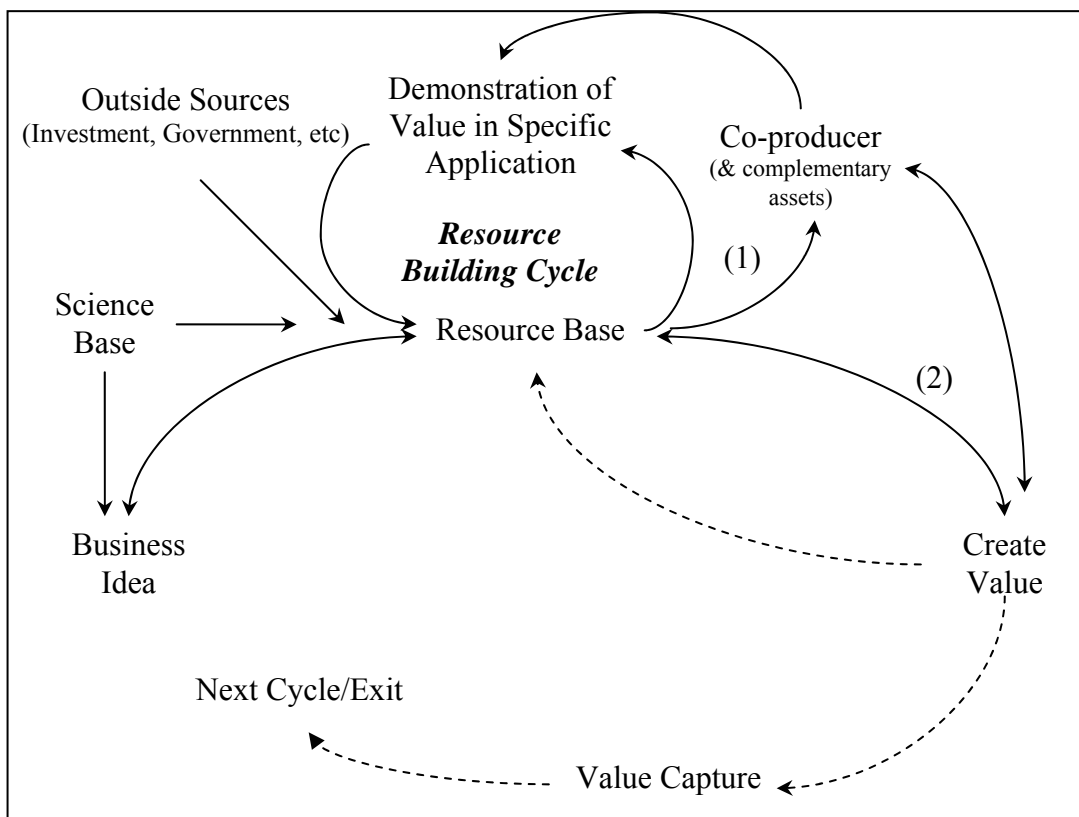 Outside Sources
(Investment, Government, etc)
Demonstration of
Value in Specific
Application
Co-producer
(& complementary
assets)
Resource
Building Cycle
(1)
Science
Base
Resource Base
(2)
Business
Idea
Create
Value
Next Cycle/Exit
Value Capture